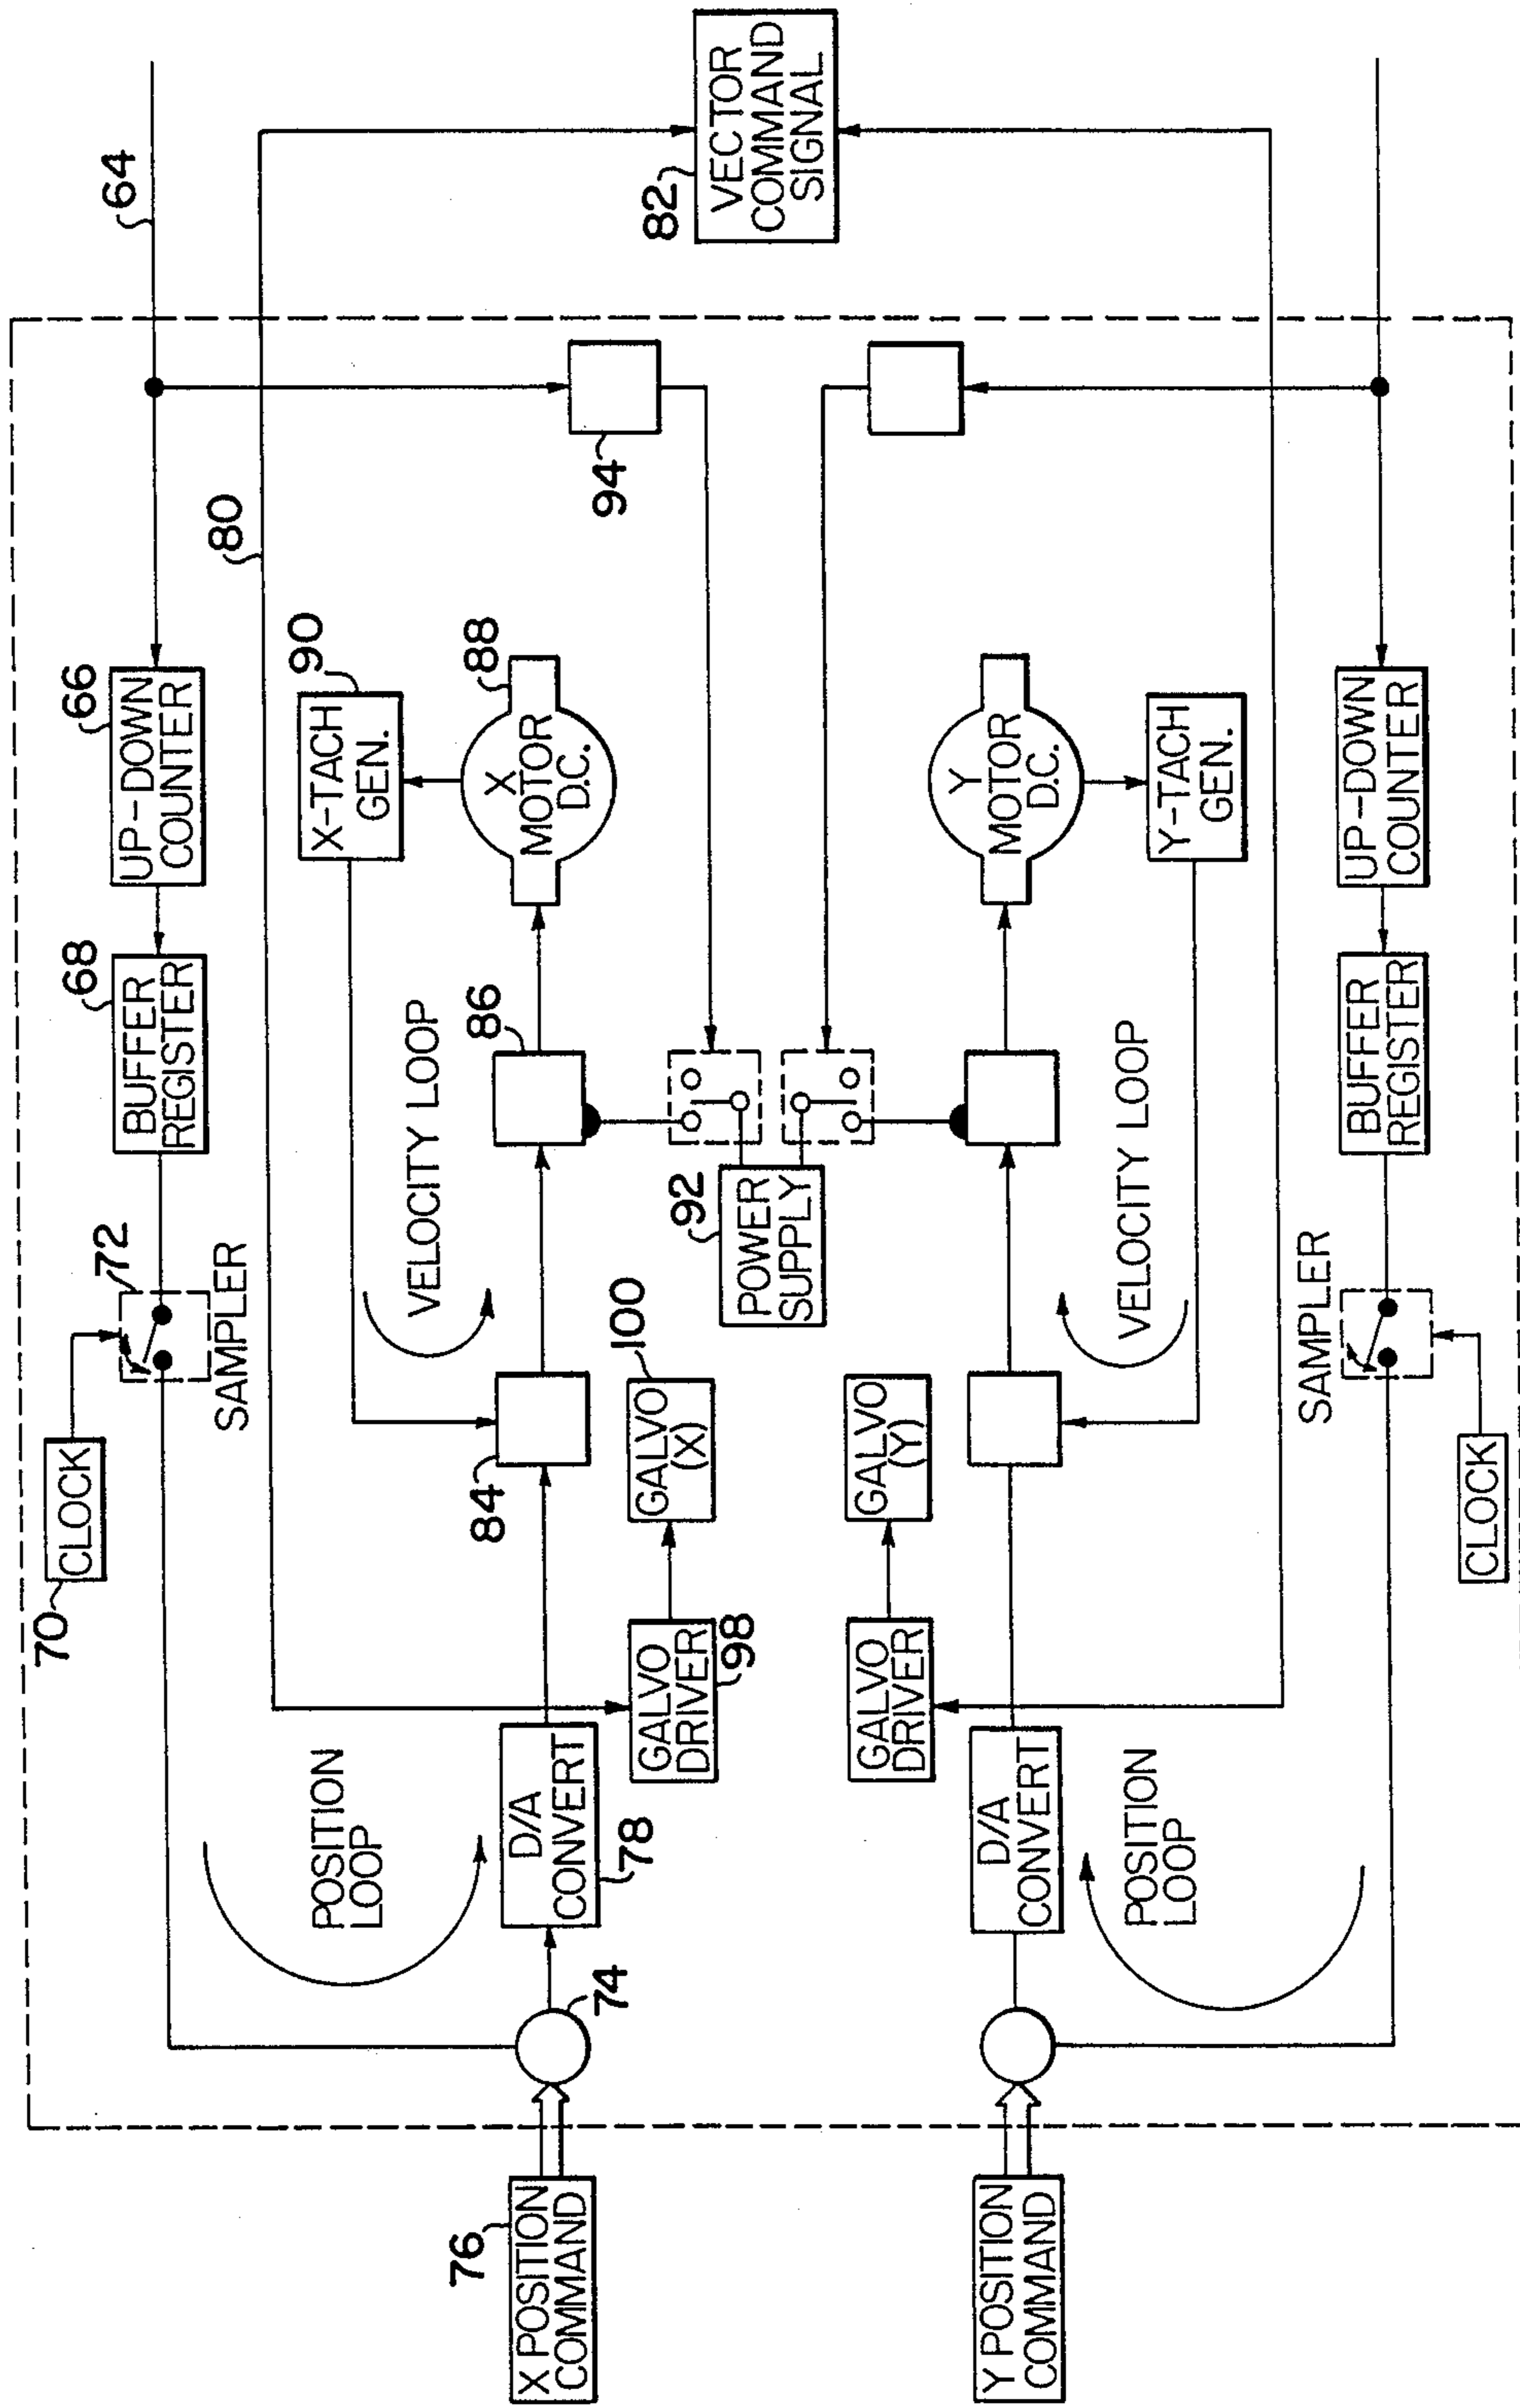 64
66
UP-DOWN
COUNTER
68
BUFFER
REGISTER
72
SAMPLER
70
CLOCK
80
82
VECTOR
COMMAND
SIGNAL
90
X-TACH
GEN.
88
X
MOTOR
D.C.
86
VELOCITY LOOP
84
94
92
POWER
SUPPLY
100
GALVO
(X)
98
GALVO
DRIVER
POSITION
LOOP
D/A
CONVERT
78
74
76
X POSITION
COMMAND
GALVO
(Y)
GALVO
DRIVER
Y
MOTOR
D.C.
Y-TACH
GEN.
VELOCITY LOOP
D/A
CONVERT
POSITION
LOOP
Y POSITION
COMMAND
UP-DOWN
COUNTER
BUFFER
REGISTER
SAMPLER
CLOCK